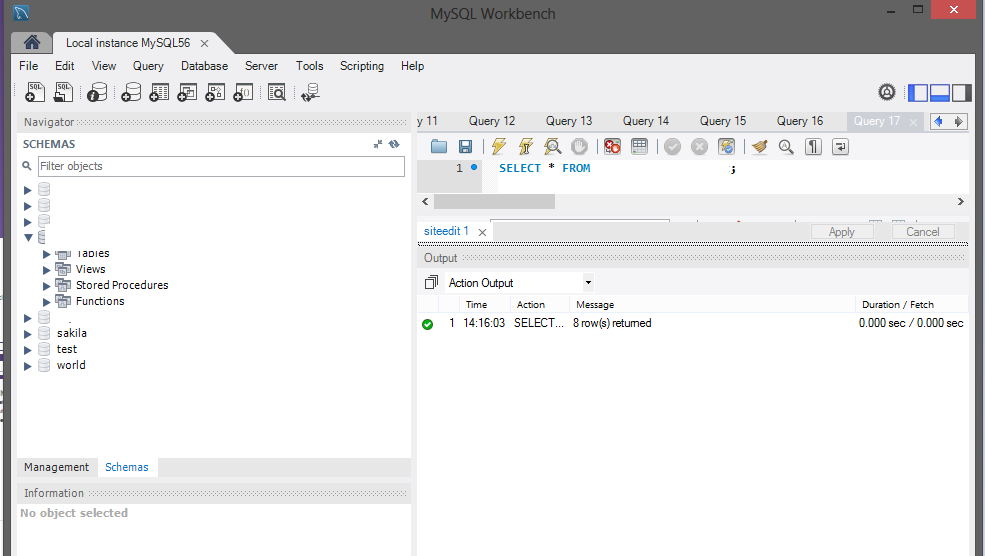 MySQL Workbench
Local instance MySQL56
File Edit View Query Database Server Tools Scripting Help
Navigator
SCHEMAS
Filter objects
Tables
Views
Stored Procedures
Functions
sakila
test
world
Management Schemas
Information
No object selected
y 11 Query 12 Query 13 Query 14 Query 15 Query 16 Query 17
1 SELECT * FROM ;
siteedit 1
Apply Cancel
Output
Action Output
Time Action Message Duration / Fetch
1 14:16:03 SELECT... 8 row(s) returned 0.000 sec / 0.000 sec